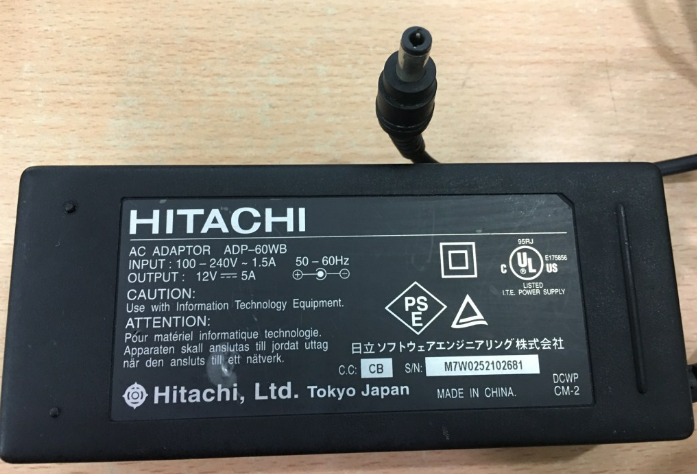 HITACHI
AC ADAPTOR ADP-60WB
INPUT : 100 – 240V ~ 1.5A 50 – 60Hz
OUTPUT : 12V ⎓ 5A
CAUTION:
Use with Information Technology Equipment.
ATTENTION:
Pour matériel informatique technologie.
Apparaten skall anslutas till jordat uttag
när den ansluts till ett nätverk.
Hitachi, Ltd. Tokyo Japan
95RJ
C UL US E175656
LISTED
I.T.E. POWER SUPPLY
PS
E
日立ソフトウェアエンジニアリング株式会社
C.C: CB S/N: M7W0252102681
MADE IN CHINA.
DCWP
CM-2